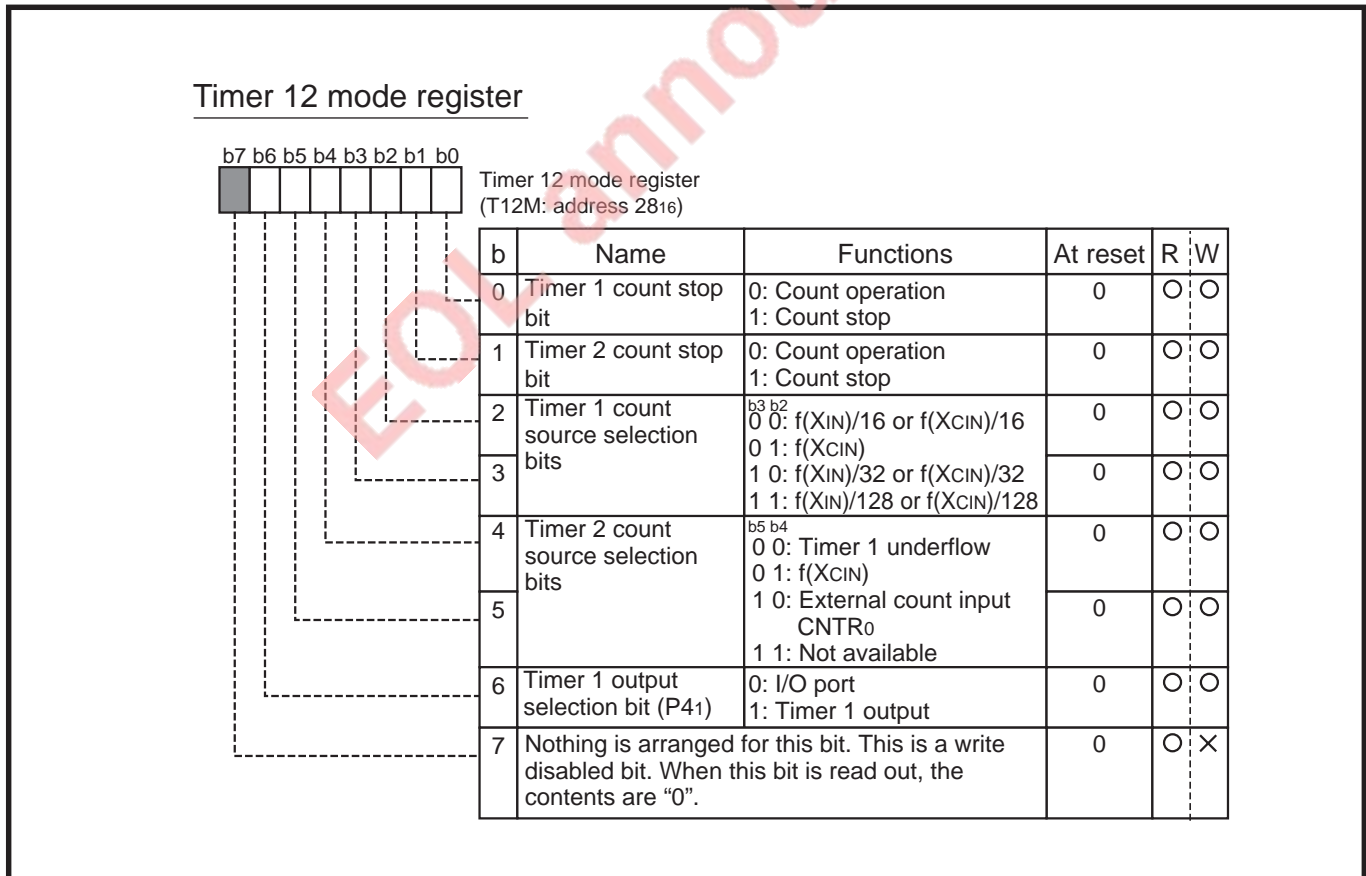 EOL annou
Timer 12 mode register
b7 b6 b5 b4 b3 b2 b1 b0
Timer 12 mode register
(T12M: address 2816)
b Name Functions At reset R W
0 Timer 1 count stop bit 0: Count operation 0 O O
1: Count stop
1 Timer 2 count stop bit 0: Count operation 0 O O
1: Count stop
2 Timer 1 count source selection bits b3 b2 0 O O
0 0: f(XIN)/16 or f(XCIN)/16
0 1: f(XCIN)
3 1 0: f(XIN)/32 or f(XCIN)/32 0 O O
1 1: f(XIN)/128 or f(XCIN)/128
4 Timer 2 count source selection bits b5 b4 0 O O
0 0: Timer 1 underflow
0 1: f(XCIN)
5 1 0: External count input 0 O O
CNTR0
1 1: Not available
6 Timer 1 output selection bit (P41) 0: I/O port 0 O O
1: Timer 1 output
7 Nothing is arranged for this bit. This is a write 0 O ×
disabled bit. When this bit is read out, the
contents are “0”.